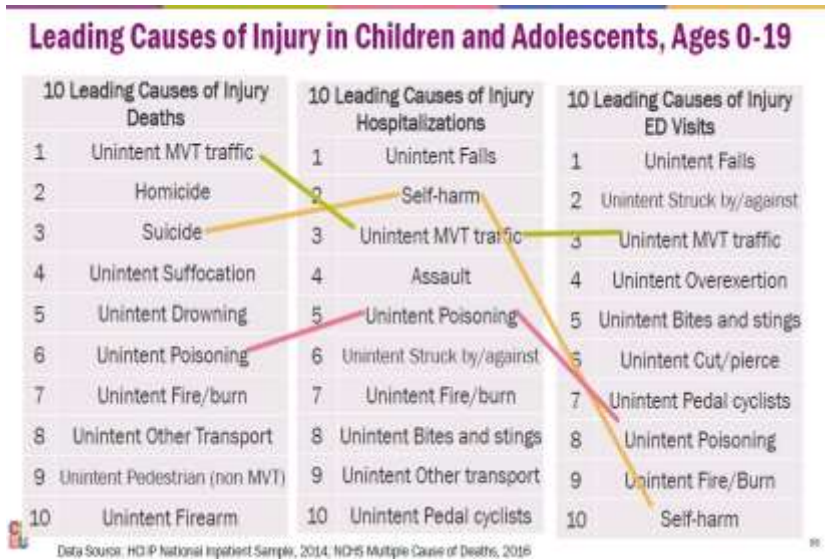 Leading Causes of Injury in Children and Adolescents, Ages 0-19
10 Leading Causes of Injury
Deaths
1 Unintent MVT traffic
2 Homicide
3 Suicide
4 Unintent Suffocation
5 Unintent Drowning
6 Unintent Poisoning
7 Unintent Fire/burn
8 Unintent Other Transport
9 Unintent Pedestrian (non MVT)
10 Unintent Firearm
10 Leading Causes of Injury
Hospitalizations
1 Unintent Falls
2 Self-harm
3 Unintent MVT traffic
4 Assault
5 Unintent Poisoning
6 Unintent Struck by/against
7 Unintent Fire/burn
8 Unintent Bites and stings
9 Unintent Other transport
10 Unintent Pedal cyclists
10 Leading Causes of Injury
ED Visits
1 Unintent Falls
2 Unintent Struck by/against
3 Unintent MVT traffic
4 Unintent Overexertion
5 Unintent Bites and stings
6 Unintent Cut/pierce
7 Unintent Pedal cyclists
8 Unintent Poisoning
9 Unintent Fire/Burn
10 Self-harm
Data Source: HCUP National Inpatient Sample, 2014; NCHS Multiple Cause of Deaths, 2016